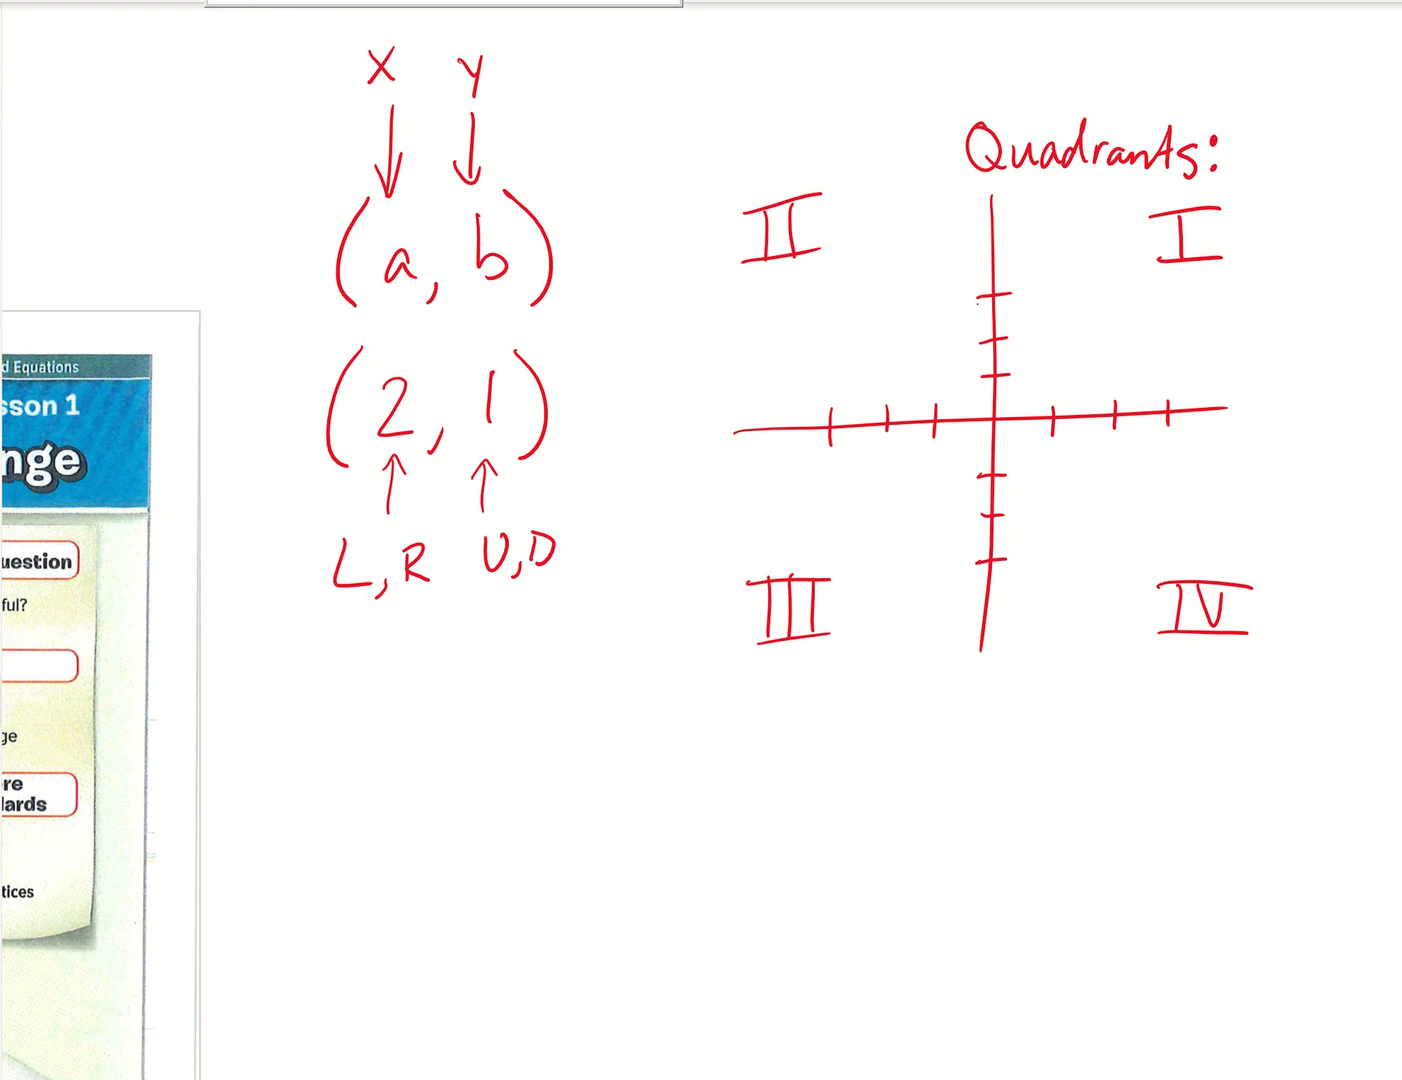 X Y
(a, b)
(2, 1)
L, R U, D
Quadrants:
II I
III IV
d Equations
sson 1
nge
uestion
ful?
ge
re
lards
tices